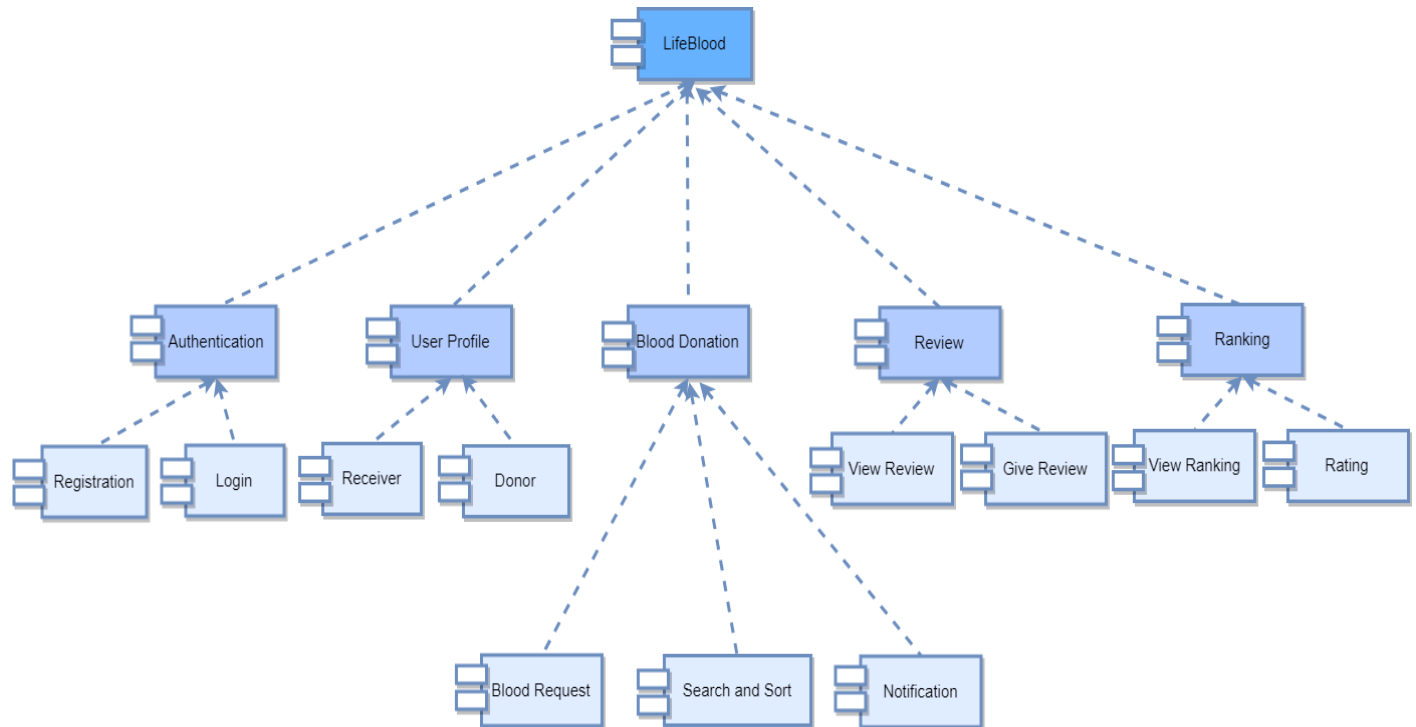 LifeBlood
Authentication
User Profile
Blood Donation
Review
Ranking
Registration
Login
Receiver
Donor
View Review
Give Review
View Ranking
Rating
Blood Request
Search and Sort
Notification